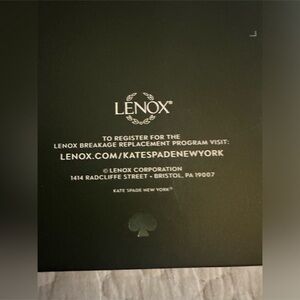 LENOX®
TO REGISTER FOR THE
LENOX BREAKAGE REPLACEMENT PROGRAM VISIT:
LENOX.COM/KATESPADENEWYORK
© LENOX CORPORATION
1414 RADCLIFFE STREET - BRISTOL, PA 19007
KATE SPADE NEW YORK™